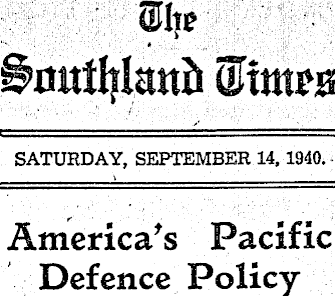 The
Southland Times
SATURDAY, SEPTEMBER 14, 1940.
America's Pacific
Defence Policy